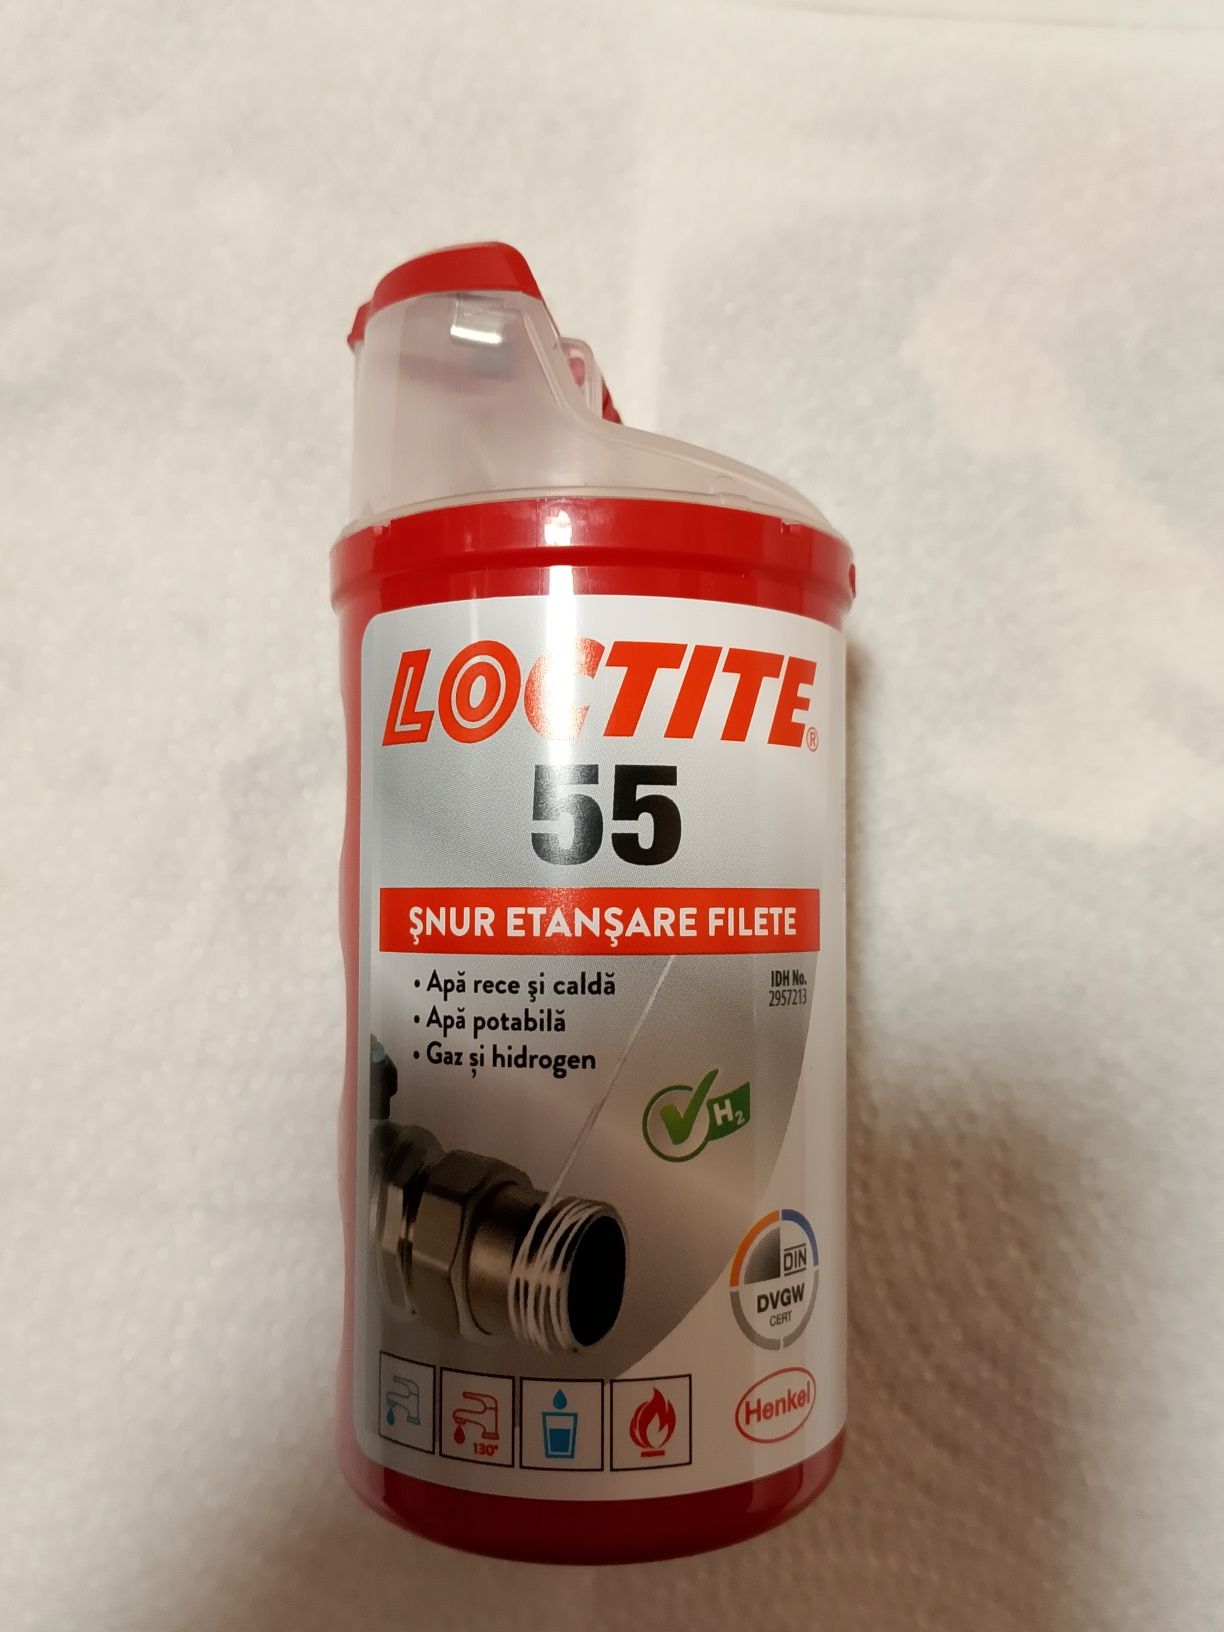 LOCTITE®
55
ŞNUR ETANŞARE FILETE
• Apă rece şi caldă
• Apă potabilă
• Gaz și hidrogen
IDH No.
2957213
H2
DIN
DVGW
CERT
130°
Henkel